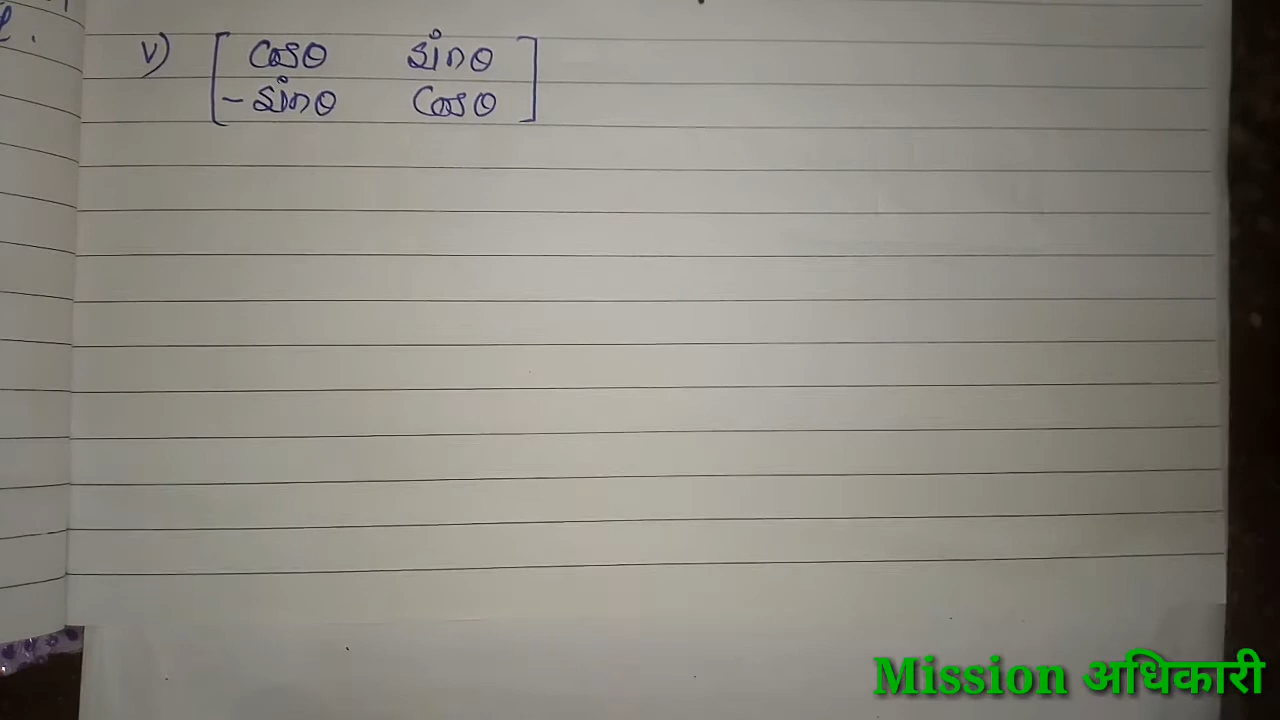 v) [ cosθ sinθ
-sinθ cosθ ]
Mission अधिकारी